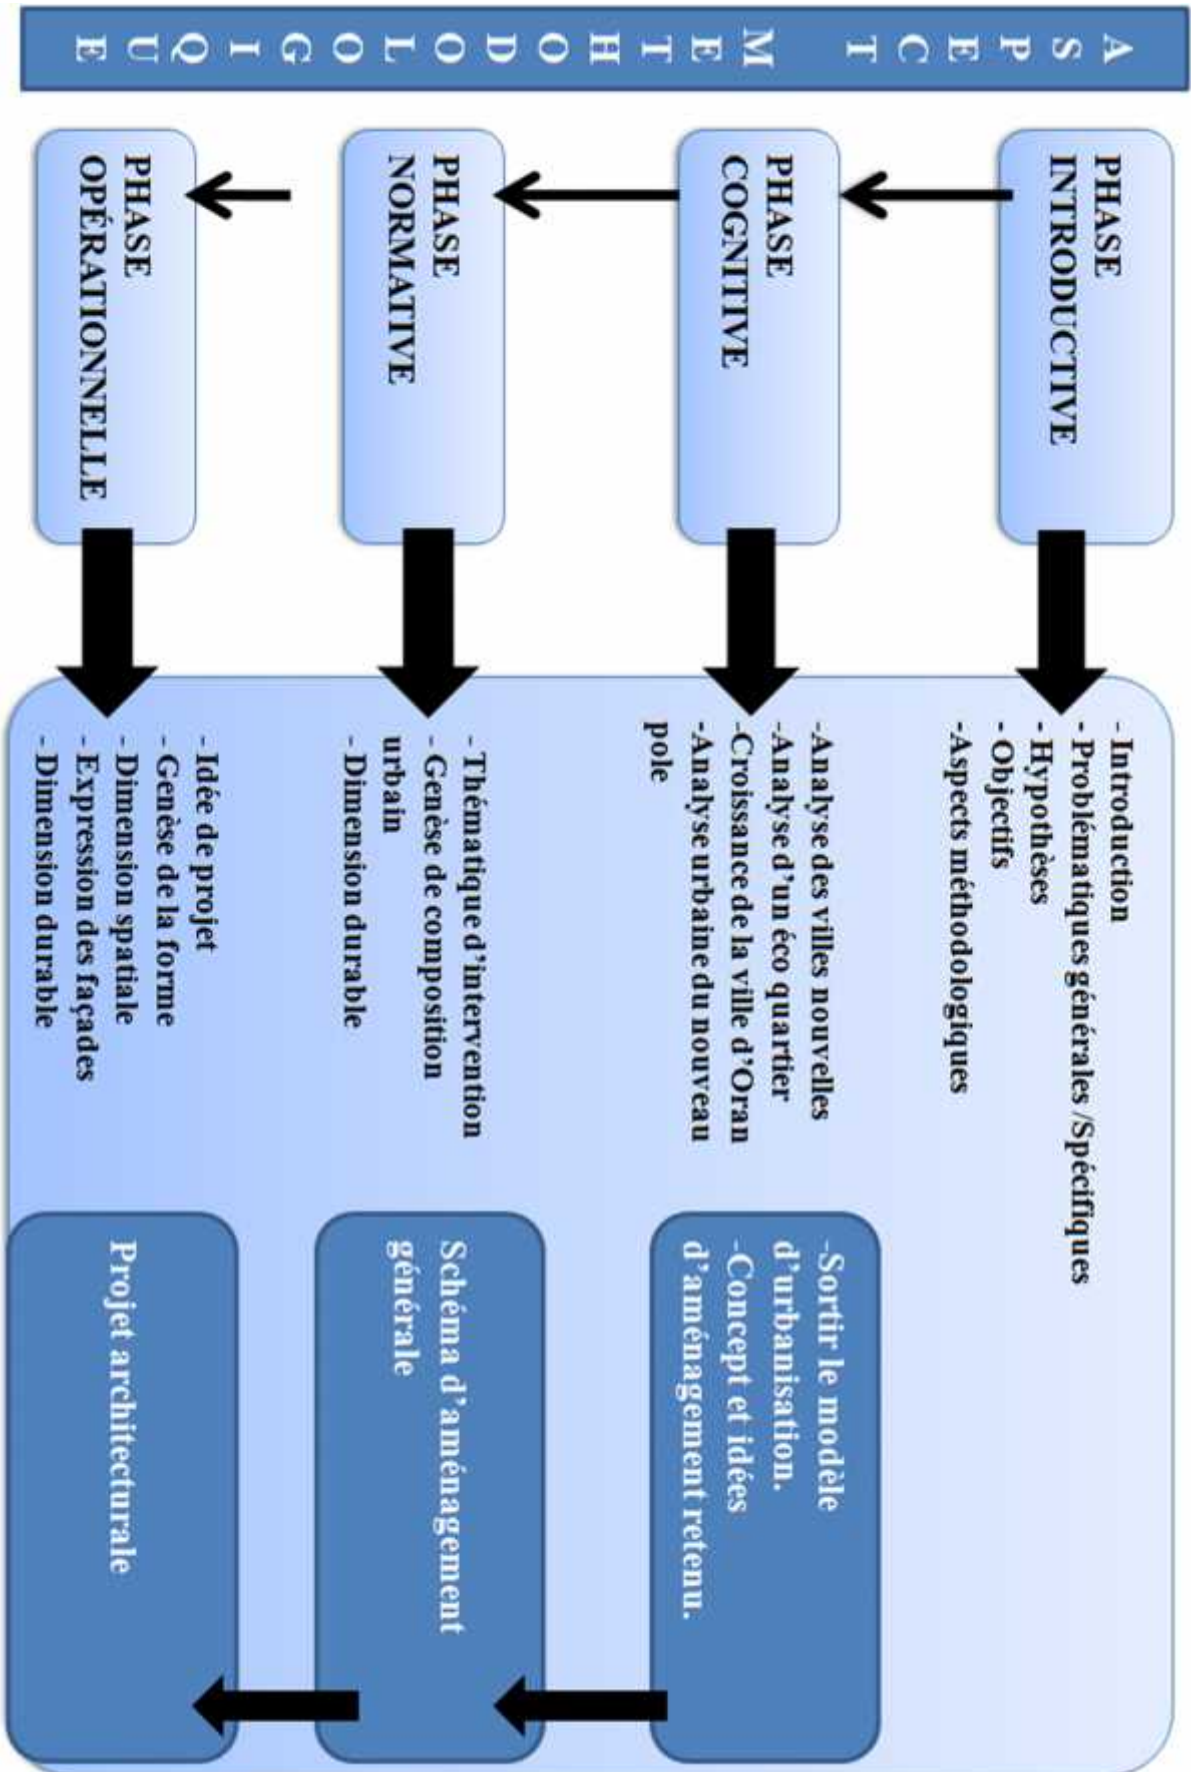 ASPECT METHODOLOGIQUE
PHASE
INTRODUCTIVE
- Introduction
- Problématiques générales /Spécifiques
- Hypothèses
- Objectifs
-Aspects méthodologiques
PHASE
COGNITIVE
-Analyse des villes nouvelles
-Analyse d'un éco quartier
-Croissance de la ville d'Oran
-Analyse urbaine du nouveau
pole
-Sortir le modèle
d'urbanisation.
-Concept et idées
d'aménagement retenu.
PHASE
NORMATIVE
- Thématique d'intervention
- Genèse de composition
urbain
- Dimension durable
Schéma d'aménagement
générale
PHASE
OPÉRATIONNELLE
- Idée de projet
- Genèse de la forme
- Dimension spatiale
- Expression des façades
- Dimension durable
Projet architecturale